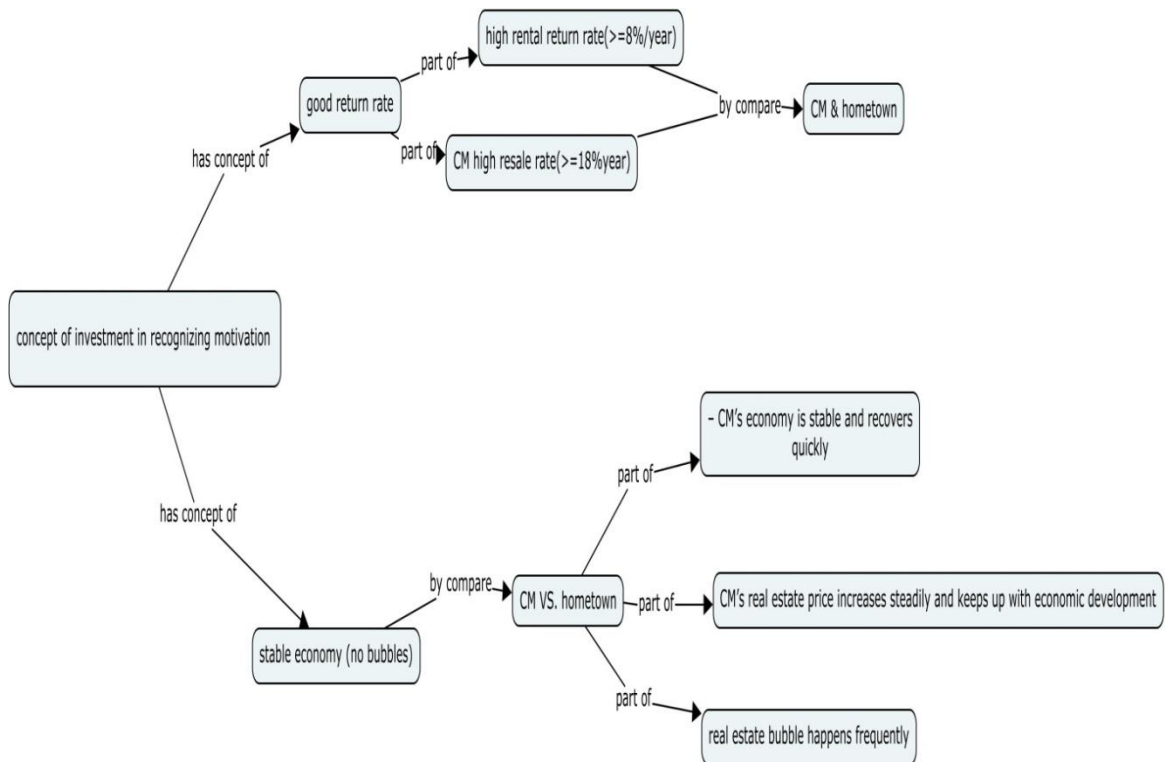 high rental return rate(>=8%/year)
part of
good return rate
by compare
CM & hometown
part of
CM high resale rate(>=18%year)
has concept of
concept of investment in recognizing motivation
– CM's economy is stable and recovers
quickly
part of
has concept of
by compare
CM VS. hometown
part of
CM's real estate price increases steadily and keeps up with economic development
stable economy (no bubbles)
part of
real estate bubble happens frequently